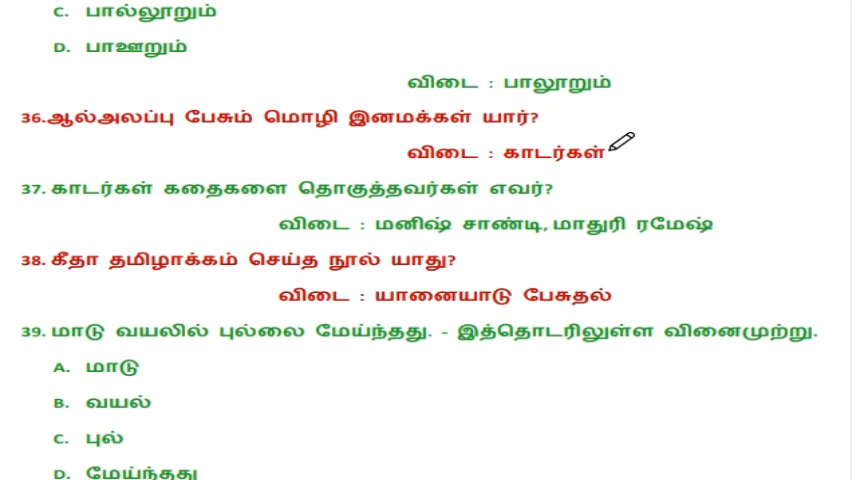 C. பால்லூறும்
D. பாஊறும்
விடை : பாலூறும்
36.ஆல்அலப்பு பேசும் மொழி இனமக்கள் யார்?
விடை : காடர்கள்
37. காடர்கள் கதைகளை தொகுத்தவர்கள் எவர்?
விடை : மனிஷ் சாண்டி,மாதுரி ரமேஷ்
38. கீதா தமிழாக்கம் செய்த நூல் யாது?
விடை : யானையாடு பேசுதல்
39. மாடு வயலில் புல்லை மேய்ந்தது. - இத்தொடரிலுள்ள வினைமுற்று.
A. மாடு
B. வயல்
C. புல்
D. மேய்ந்தது